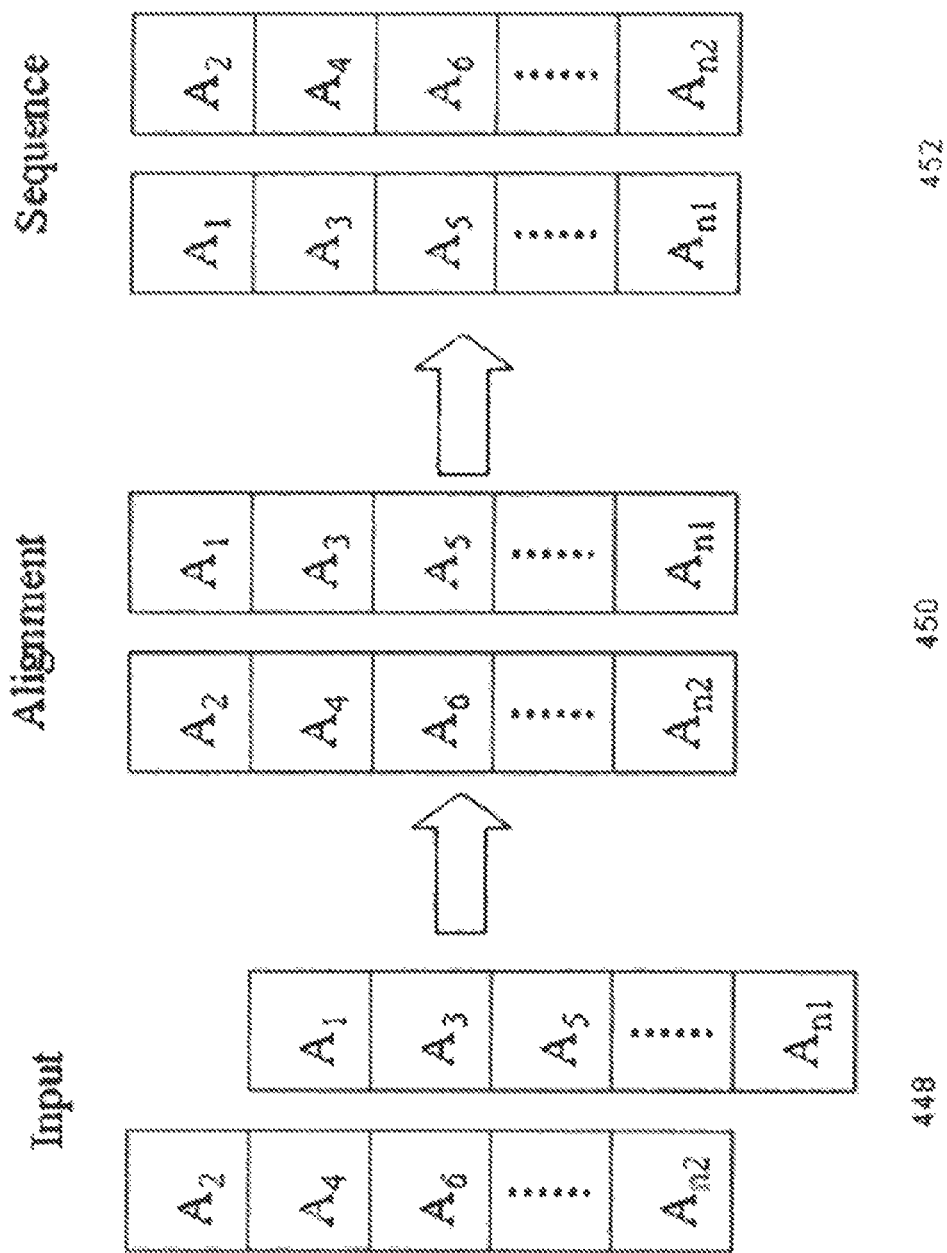 Input
A₂
A₄
A₆
......
Aₙ₂
A₁
A₃
A₅
......
Aₙ₁
448
Alignment
A₂
A₄
A₆
......
Aₙ₂
A₁
A₃
A₅
......
Aₙ₁
450
Sequence
A₁
A₃
A₅
......
Aₙ₁
A₂
A₄
A₆
......
Aₙ₂
452